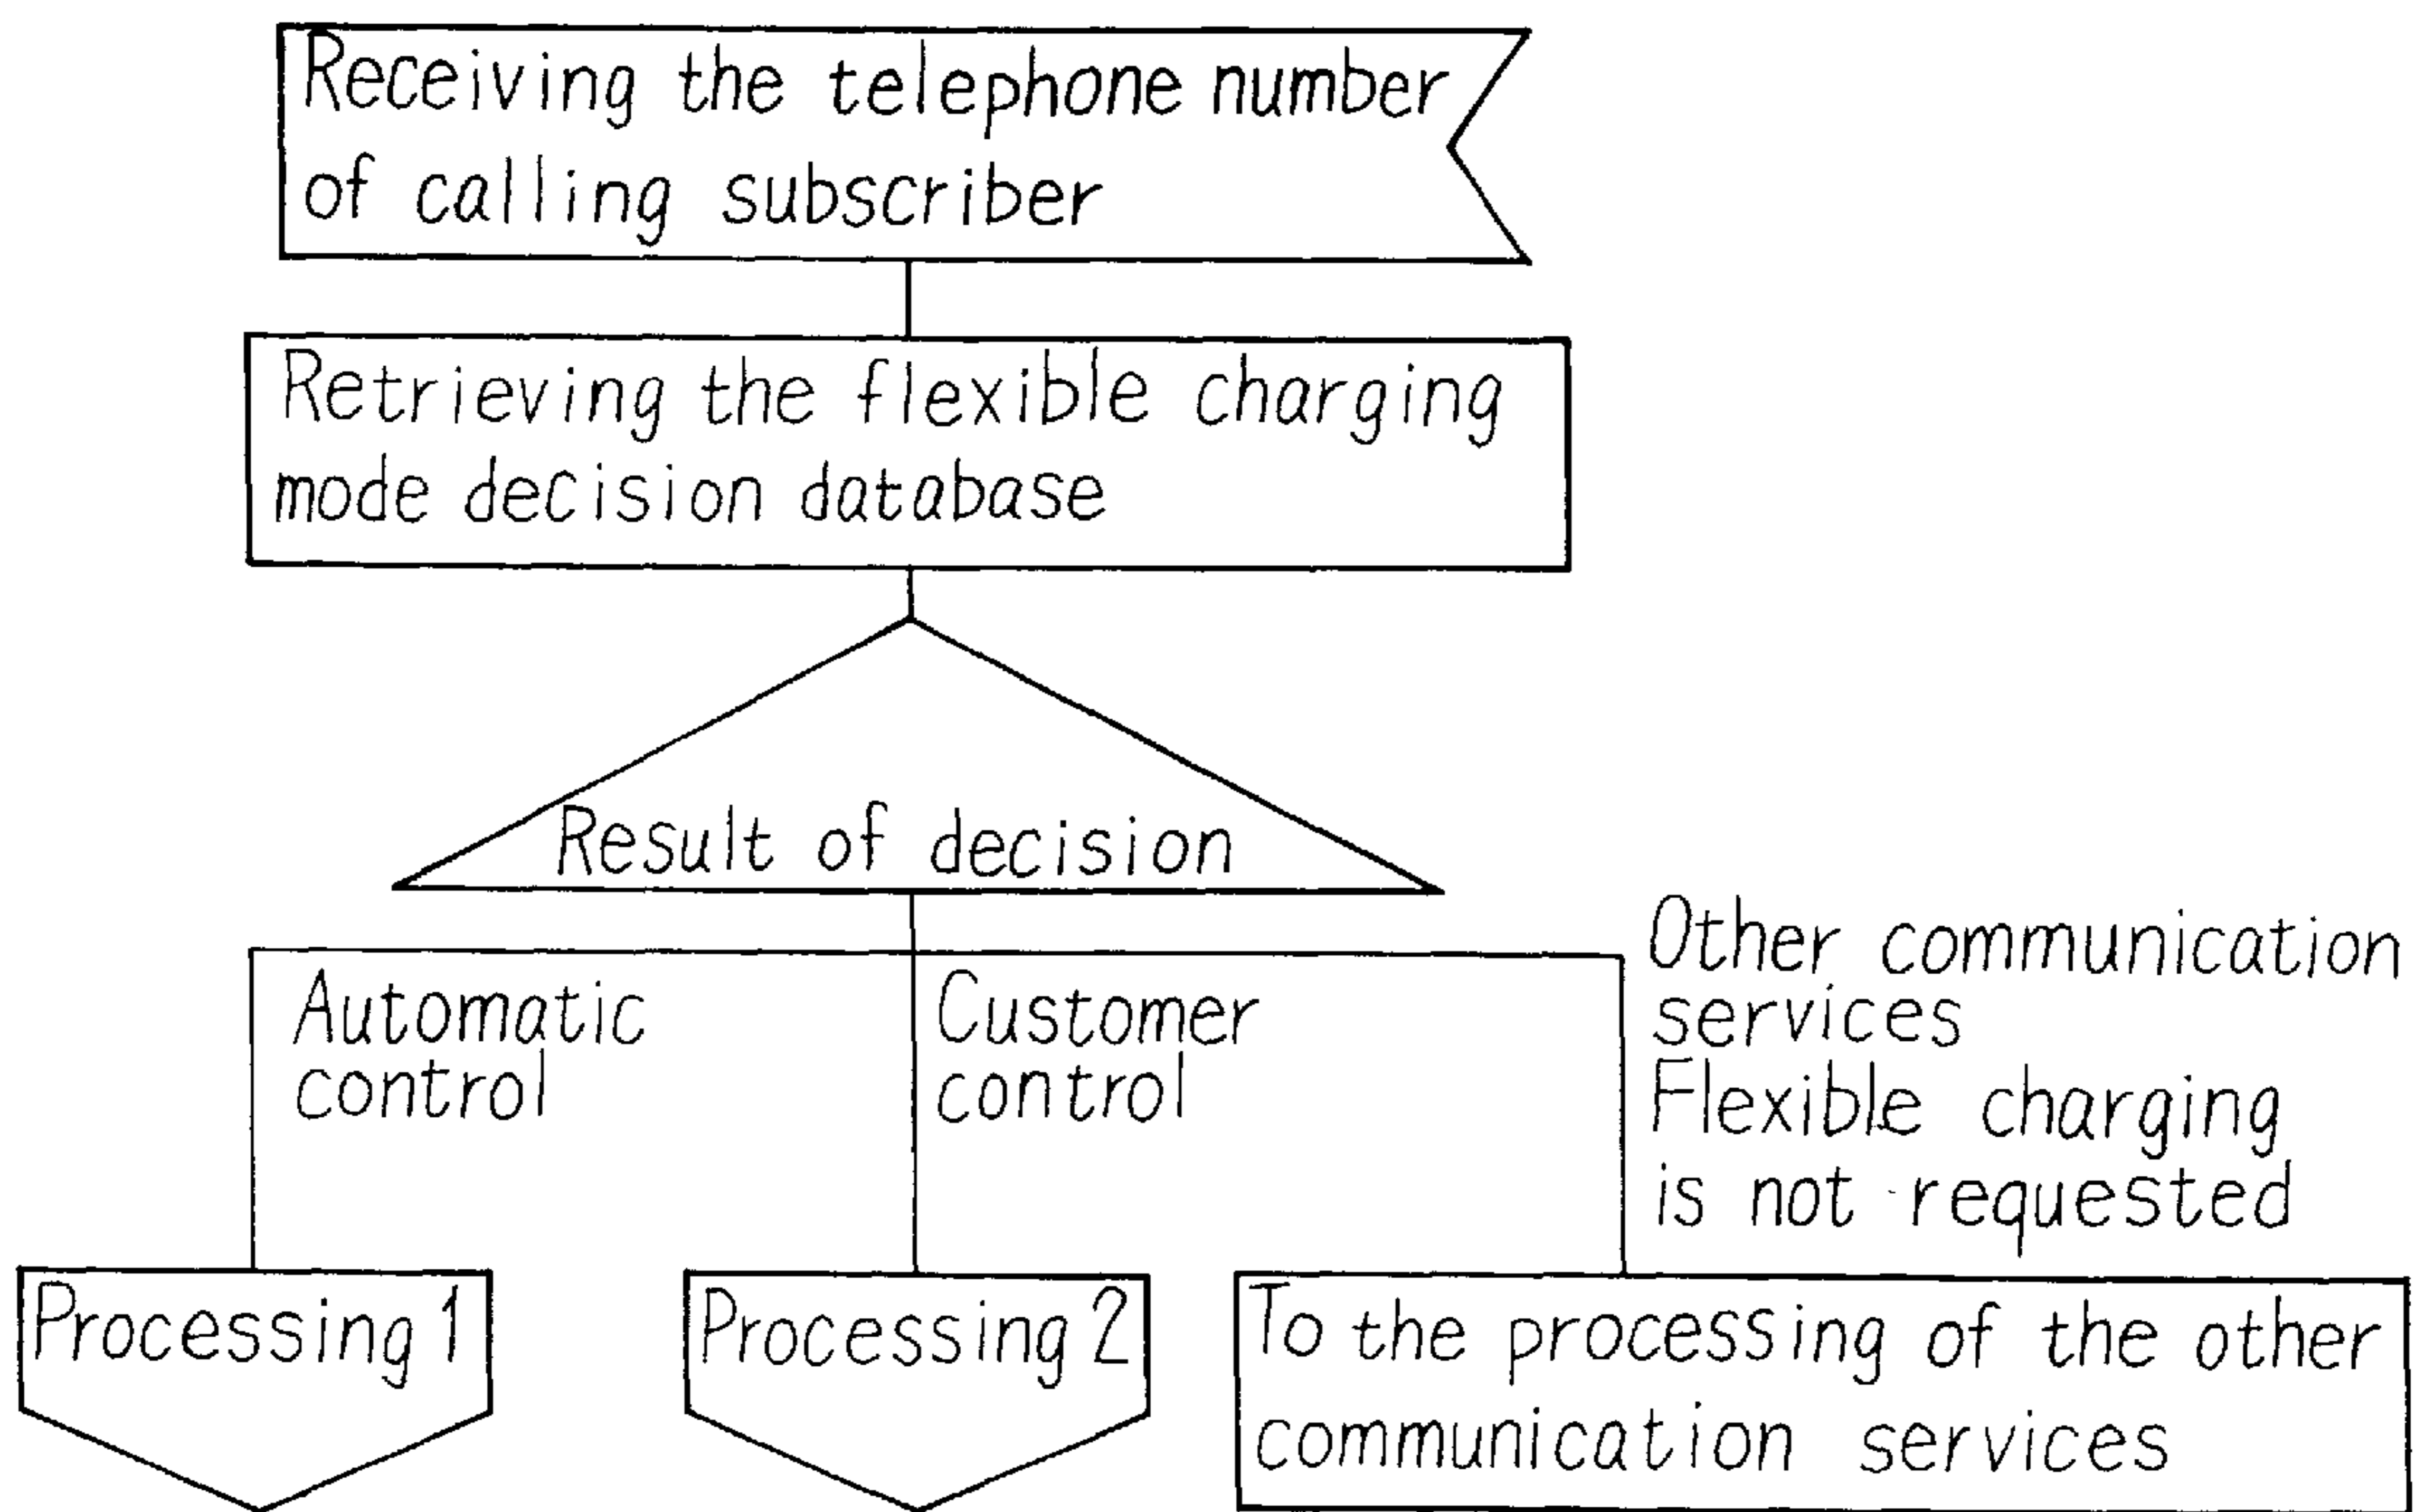 Receiving the telephone number
of calling subscriber
Retrieving the flexible charging
mode decision database
Result of decision
Automatic
control
Customer
control
Other communication
services
Flexible charging
is not requested
Processing 1
Processing 2
To the processing of the other
communication services